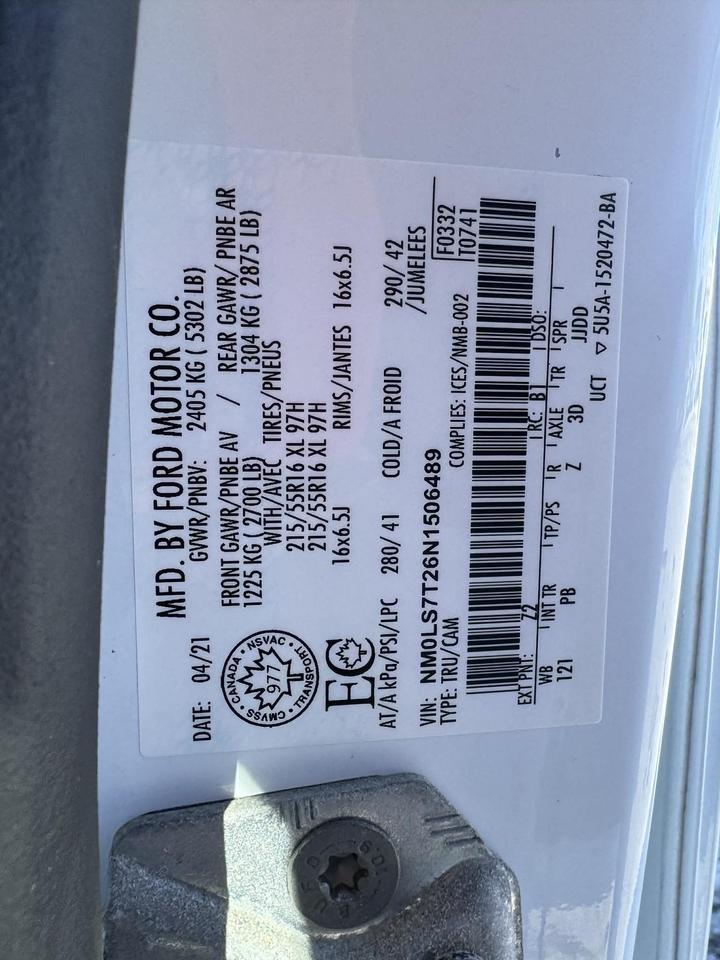 MFD. BY FORD MOTOR CO.
DATE: 04/21
GVWR/PNBV: 2405 KG ( 5302 LB)
FRONT GAWR/PNBE AV / REAR GAWR/ PNBE AR
1225 KG ( 2700 LB) 1304 KG ( 2875 LB)
WITH/AVEC TIRES/PNEUS
215/55R16 XL 97H
215/55R16 XL 97H
16x6.5J RIMS/JANTES 16x6.5J
CANADA • NSVAC • TRANSPORT • CMVSS
977
EC
AT/A kPa/PSI/LPC 280/ 41 COLD/A FROID 290/ 42
/JUMELEES
VIN: NM0LS7T26N1506489
F0332
T0741
TYPE: TRU/CAM COMPLIES: ICES/NMB-002
EXT PNT: Z2 RC: B1 DSO:
WB INT TR TP/PS R AXLE TR SPR
121 PB Z 3D JJDD
UCT ▽ 5U5A-1520472-BA
10.9